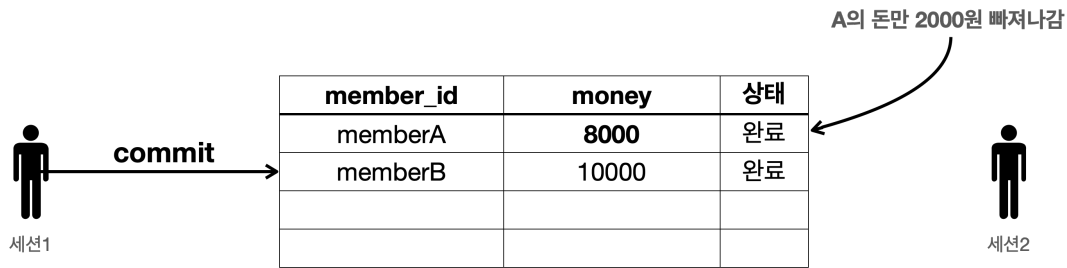 A의 돈만 2000원 빠져나감
member_id money 상태
memberA 8000 완료
commit
memberB 10000 완료
세션1
세션2